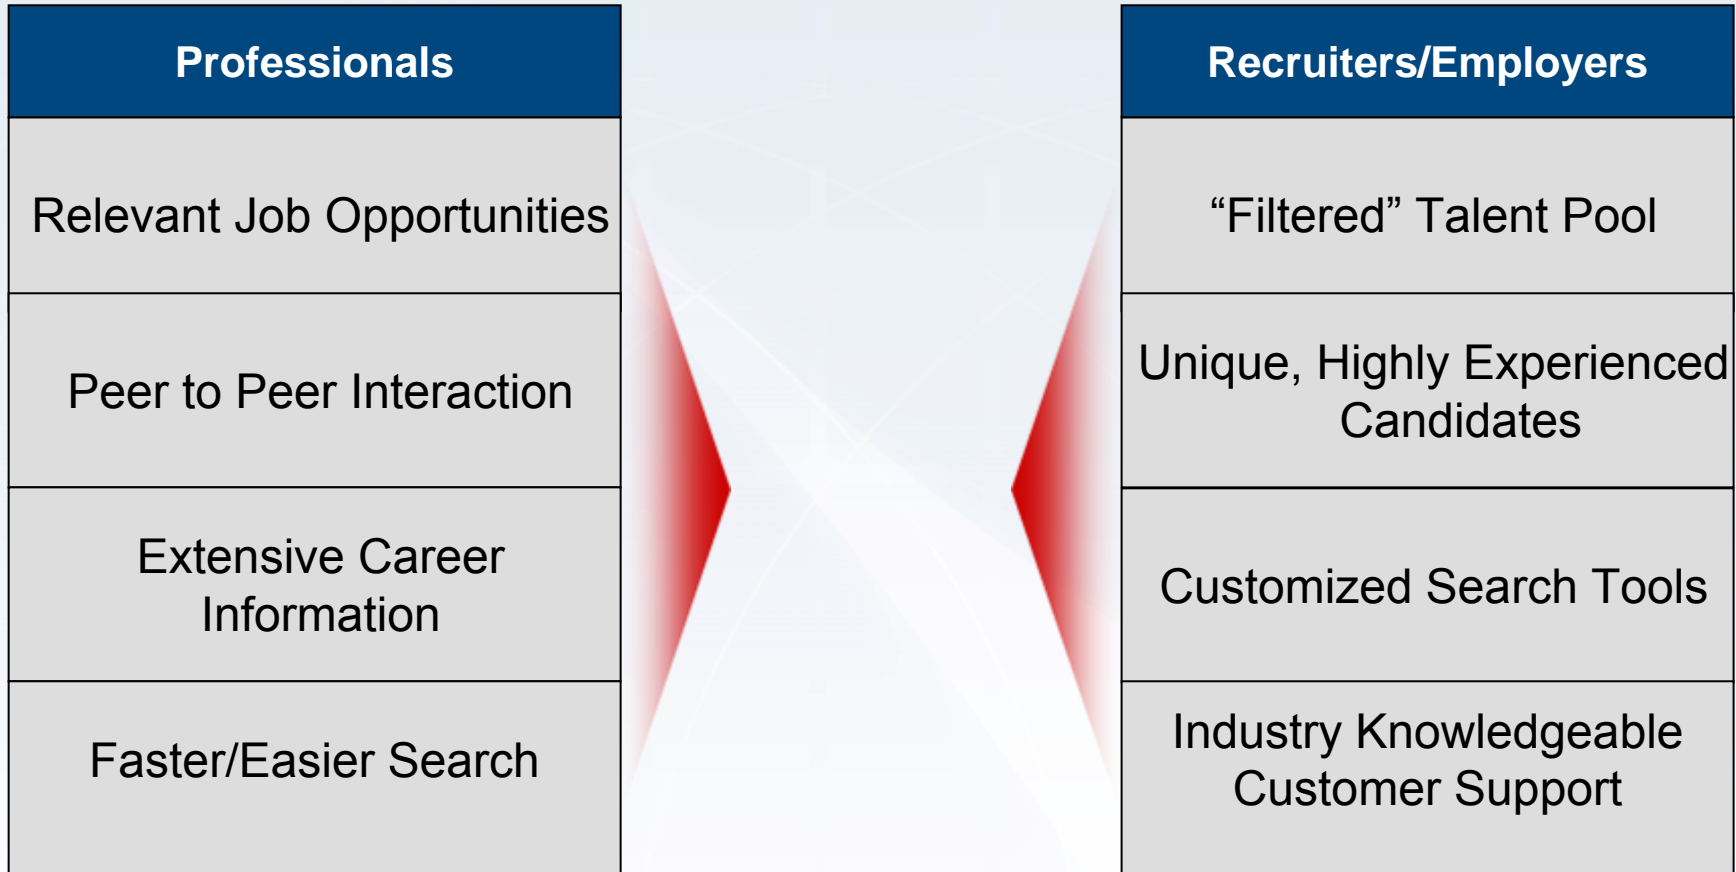 Professionals
Relevant Job Opportunities
Peer to Peer Interaction
Extensive Career
Information
Faster/Easier Search
Recruiters/Employers
“Filtered” Talent Pool
Unique, Highly Experienced
Candidates
Customized Search Tools
Industry Knowledgeable
Customer Support